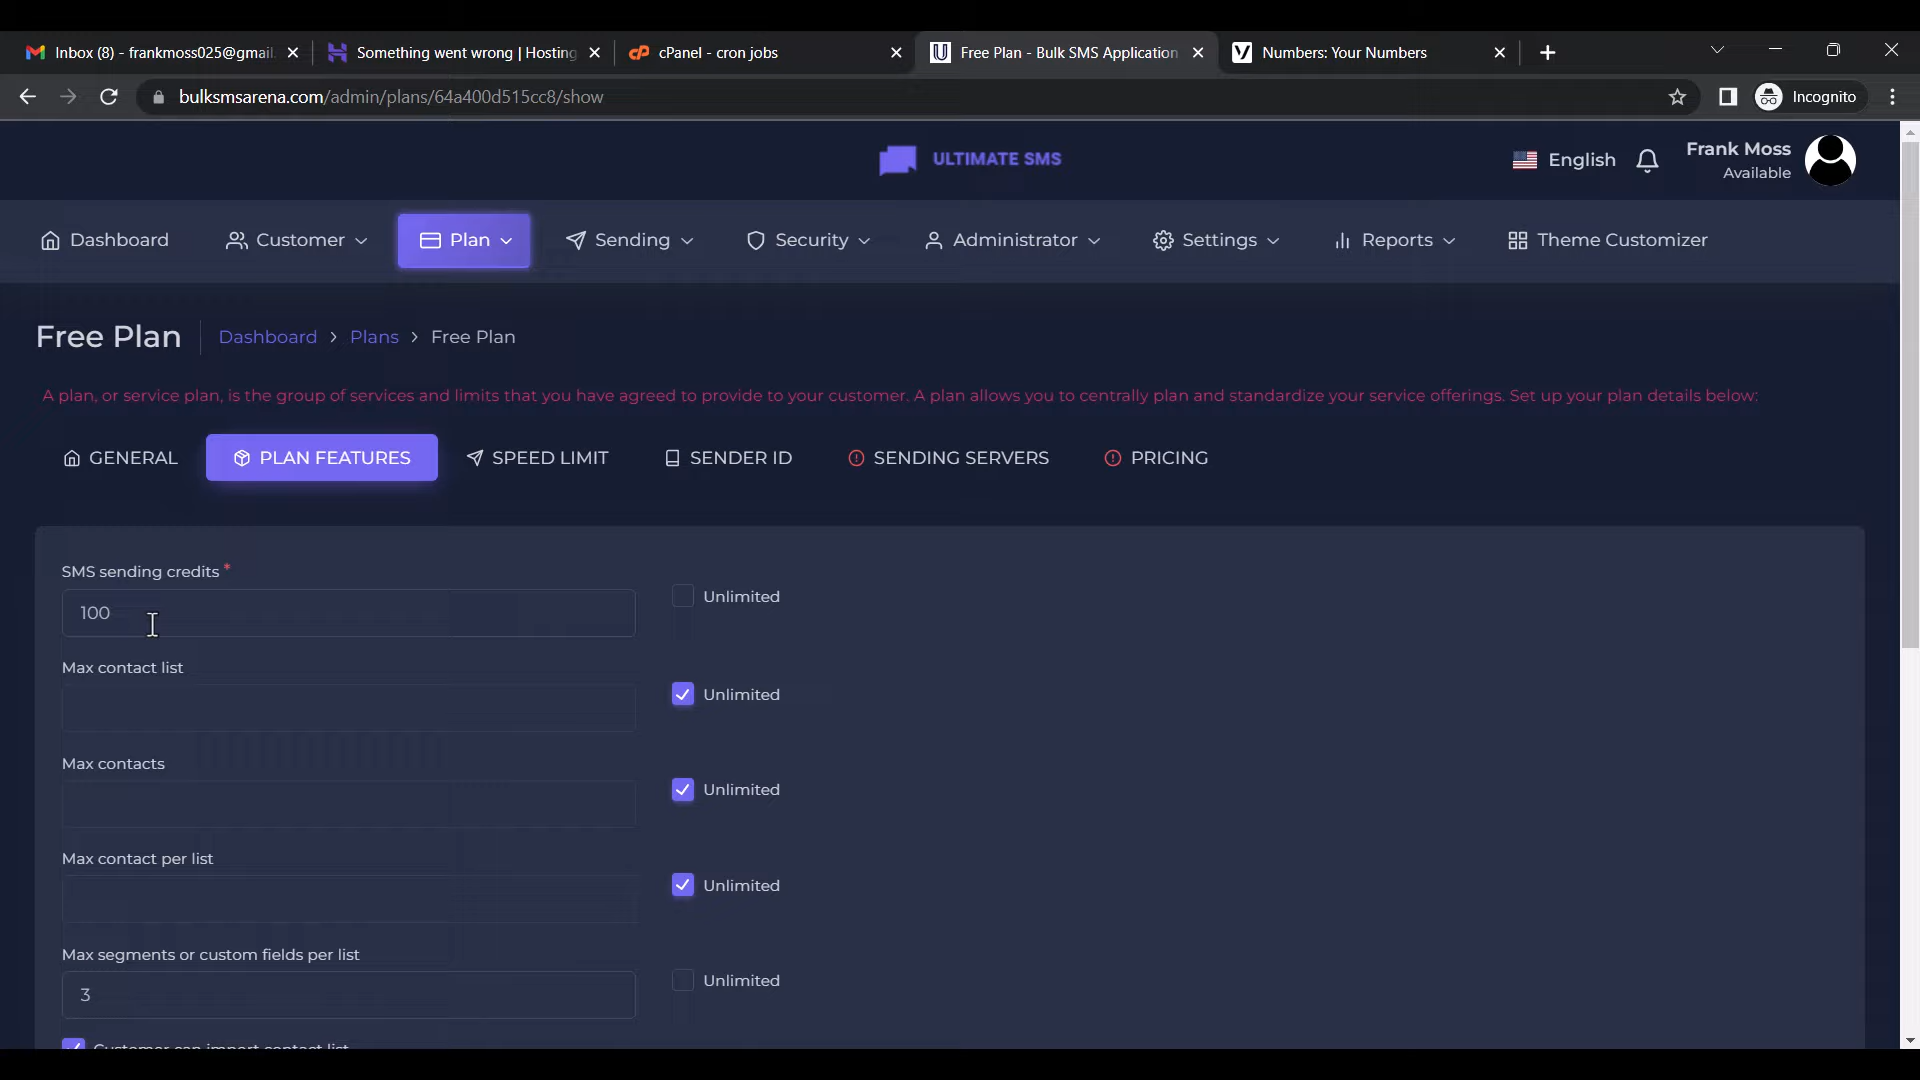 Inbox (8) - frankmoss025@gmail.
Something went wrong | Hosting
cPanel - cron jobs
Free Plan - Bulk SMS Application
Numbers: Your Numbers
bulksmsarena.com/admin/plans/64a400d515cc8/show
Incognito
ULTIMATE SMS
English
Frank Moss
Available
Dashboard
Customer
Plan
Sending
Security
Administrator
Settings
Reports
Theme Customizer
Free Plan
Dashboard > Plans > Free Plan
A plan, or service plan, is the group of services and limits that you have agreed to provide to your customer. A plan allows you to centrally plan and standardize your service offerings. Set up your plan details below:
GENERAL
PLAN FEATURES
SPEED LIMIT
SENDER ID
SENDING SERVERS
PRICING
SMS sending credits *
100
Unlimited
Max contact list
Unlimited
Max contacts
Unlimited
Max contact per list
Unlimited
Max segments or custom fields per list
3
Unlimited
Customer can import contact list